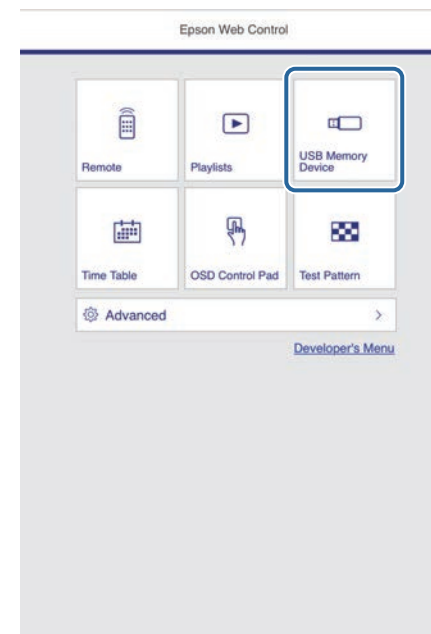 Epson Web Control
Remote
Playlists
USB Memory
Device
Time Table
OSD Control Pad
Test Pattern
Advanced
Developer's Menu